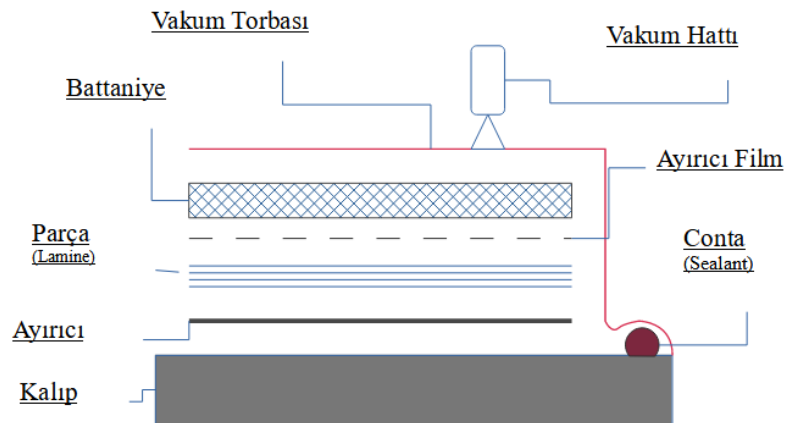 Vakum Torbası
Vakum Hattı
Battaniye
Ayırıcı Film
Parça
(Lamine)
Conta
(Sealant)
Ayırıcı
Kalıp